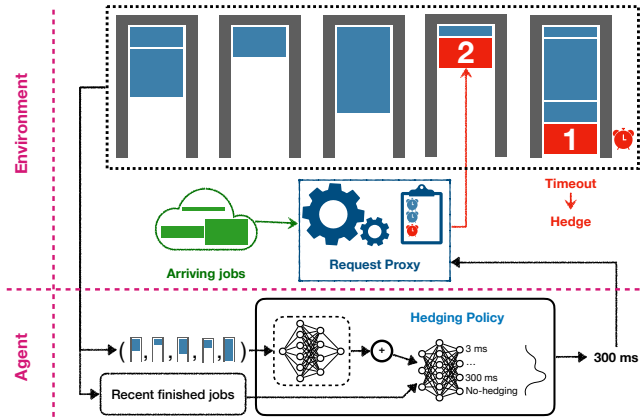 Environment
2
1
Timeout
Hedge
Arriving jobs
Request Proxy
Agent
Hedging Policy
( , , , , )
+
3 ms
...
300 ms
No-hedging
300 ms
Recent finished jobs